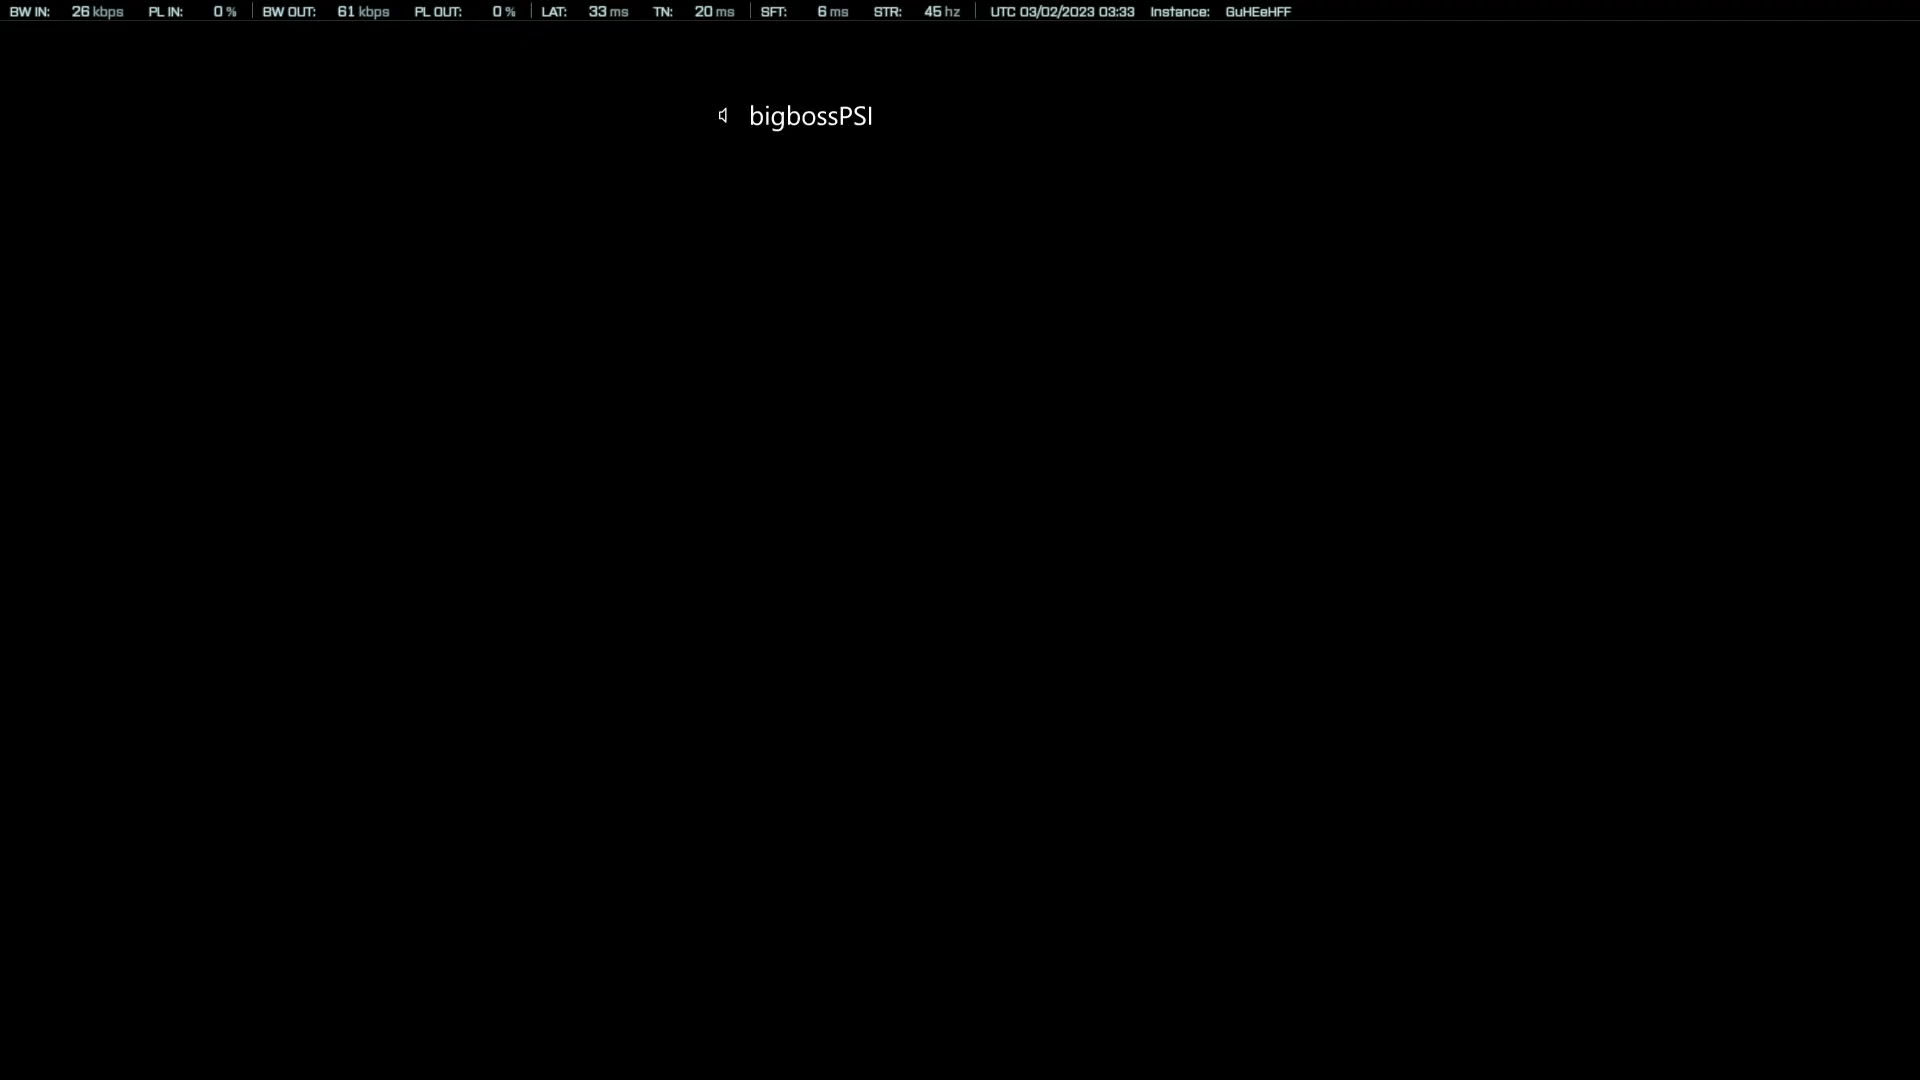 BW IN: 26 kbps PL IN: 0 % BW OUT: 61 kbps PL OUT: 0 % LAT: 33 ms TN: 20 ms SFT: 6 ms STR: 45 hz UTC 03/02/2023 03:33 Instance: GuHEeHFF
bigbossPSI